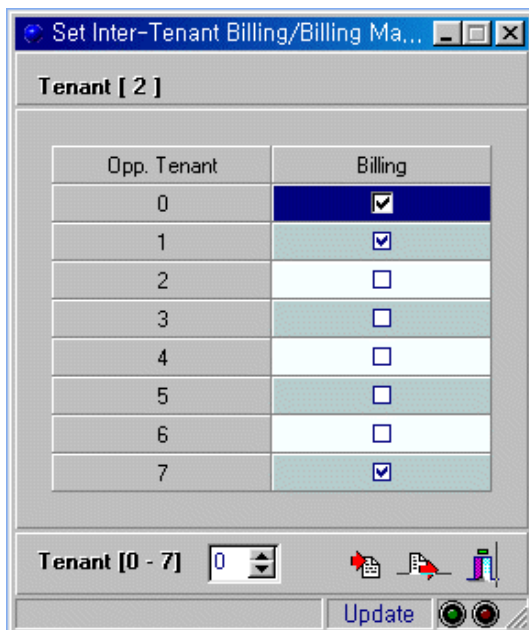 Set Inter-Tenant Billing/Billing Ma...
Tenant [ 2 ]
Opp. Tenant Billing
0
1
2
3
4
5
6
7
Tenant [0 - 7] 0
Update